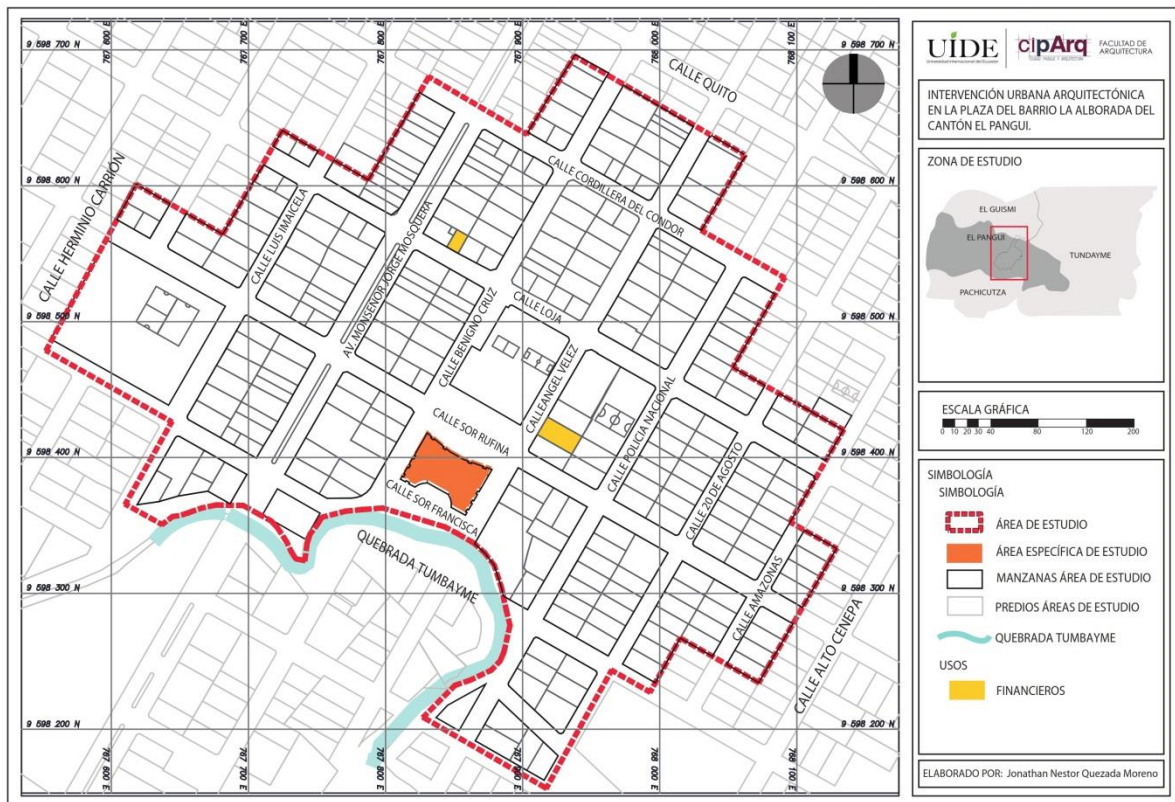 767 600 E
767 700 E
767 800 E
767 900 E
768 000 E
768 100 E
9 598 700 N
9 598 700 N
CALLE QUITO
CALLE HERMINIO CARRIÓN
9 598 600 N
9 598 600 N
CALLE CORDILLERA DEL CONDOR
CALLE LUIS IMAICELA
AV. MONSEÑOR JORGE MOSQUERA
CALLE BENIGNO CRUZ
CALLE LOJA
9 598 500 N
9 598 500 N
CALLEANGEL VELEZ
CALLE POLICIA NACIONAL
CALLE SOR RUFINA
9 598 400 N
9 598 400 N
CALLE 20 DE AGOSTO
CALLE SOR FRANCISCA
QUEBRADA TUMBAYME
9 598 300 N
9 598 300 N
CALLE AMAZONAS
CALLE ALTO CENEPA
9 598 200 N
9 598 200 N
767 600 E
767 700 E
767 800 E
767 900 E
768 000 E
768 100 E
UIDE
Universidad Internacional del Ecuador
cipArq
FACULTAD DE
ARQUITECTURA
INTERVENCIÓN URBANA ARQUITECTÓNICA
EN LA PLAZA DEL BARRIO LA ALBORADA DEL
CANTÓN EL PANGUI.
ZONA DE ESTUDIO
EL GUISMI
EL PANGUI
TUNDAYME
PACHICUTZA
ESCALA GRÁFICA
0 10 20 30 40 80 120 200
SIMBOLOGÍA
SIMBOLOGÍA
ÁREA DE ESTUDIO
ÁREA ESPECÍFICA DE ESTUDIO
MANZANAS ÁREA DE ESTUDIO
PREDIOS ÁREAS DE ESTUDIO
QUEBRADA TUMBAYME
USOS
FINANCIEROS
ELABORADO POR: Jonathan Nestor Quezada Moreno